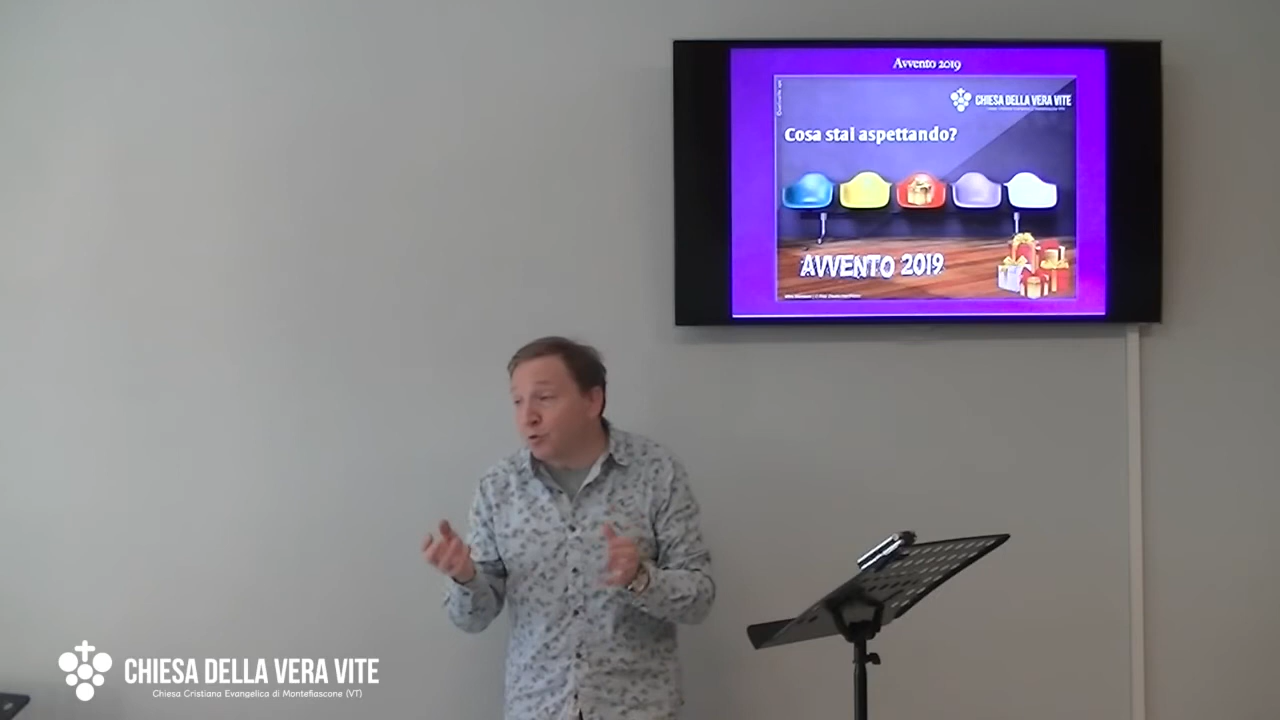 Avvento 2019
CHIESA DELLA VERA VITE
Cosa stai aspettando?
AVVENTO 2019
CHIESA DELLA VERA VITE
Chiesa Cristiana Evangelica di Montefiascone (VT)